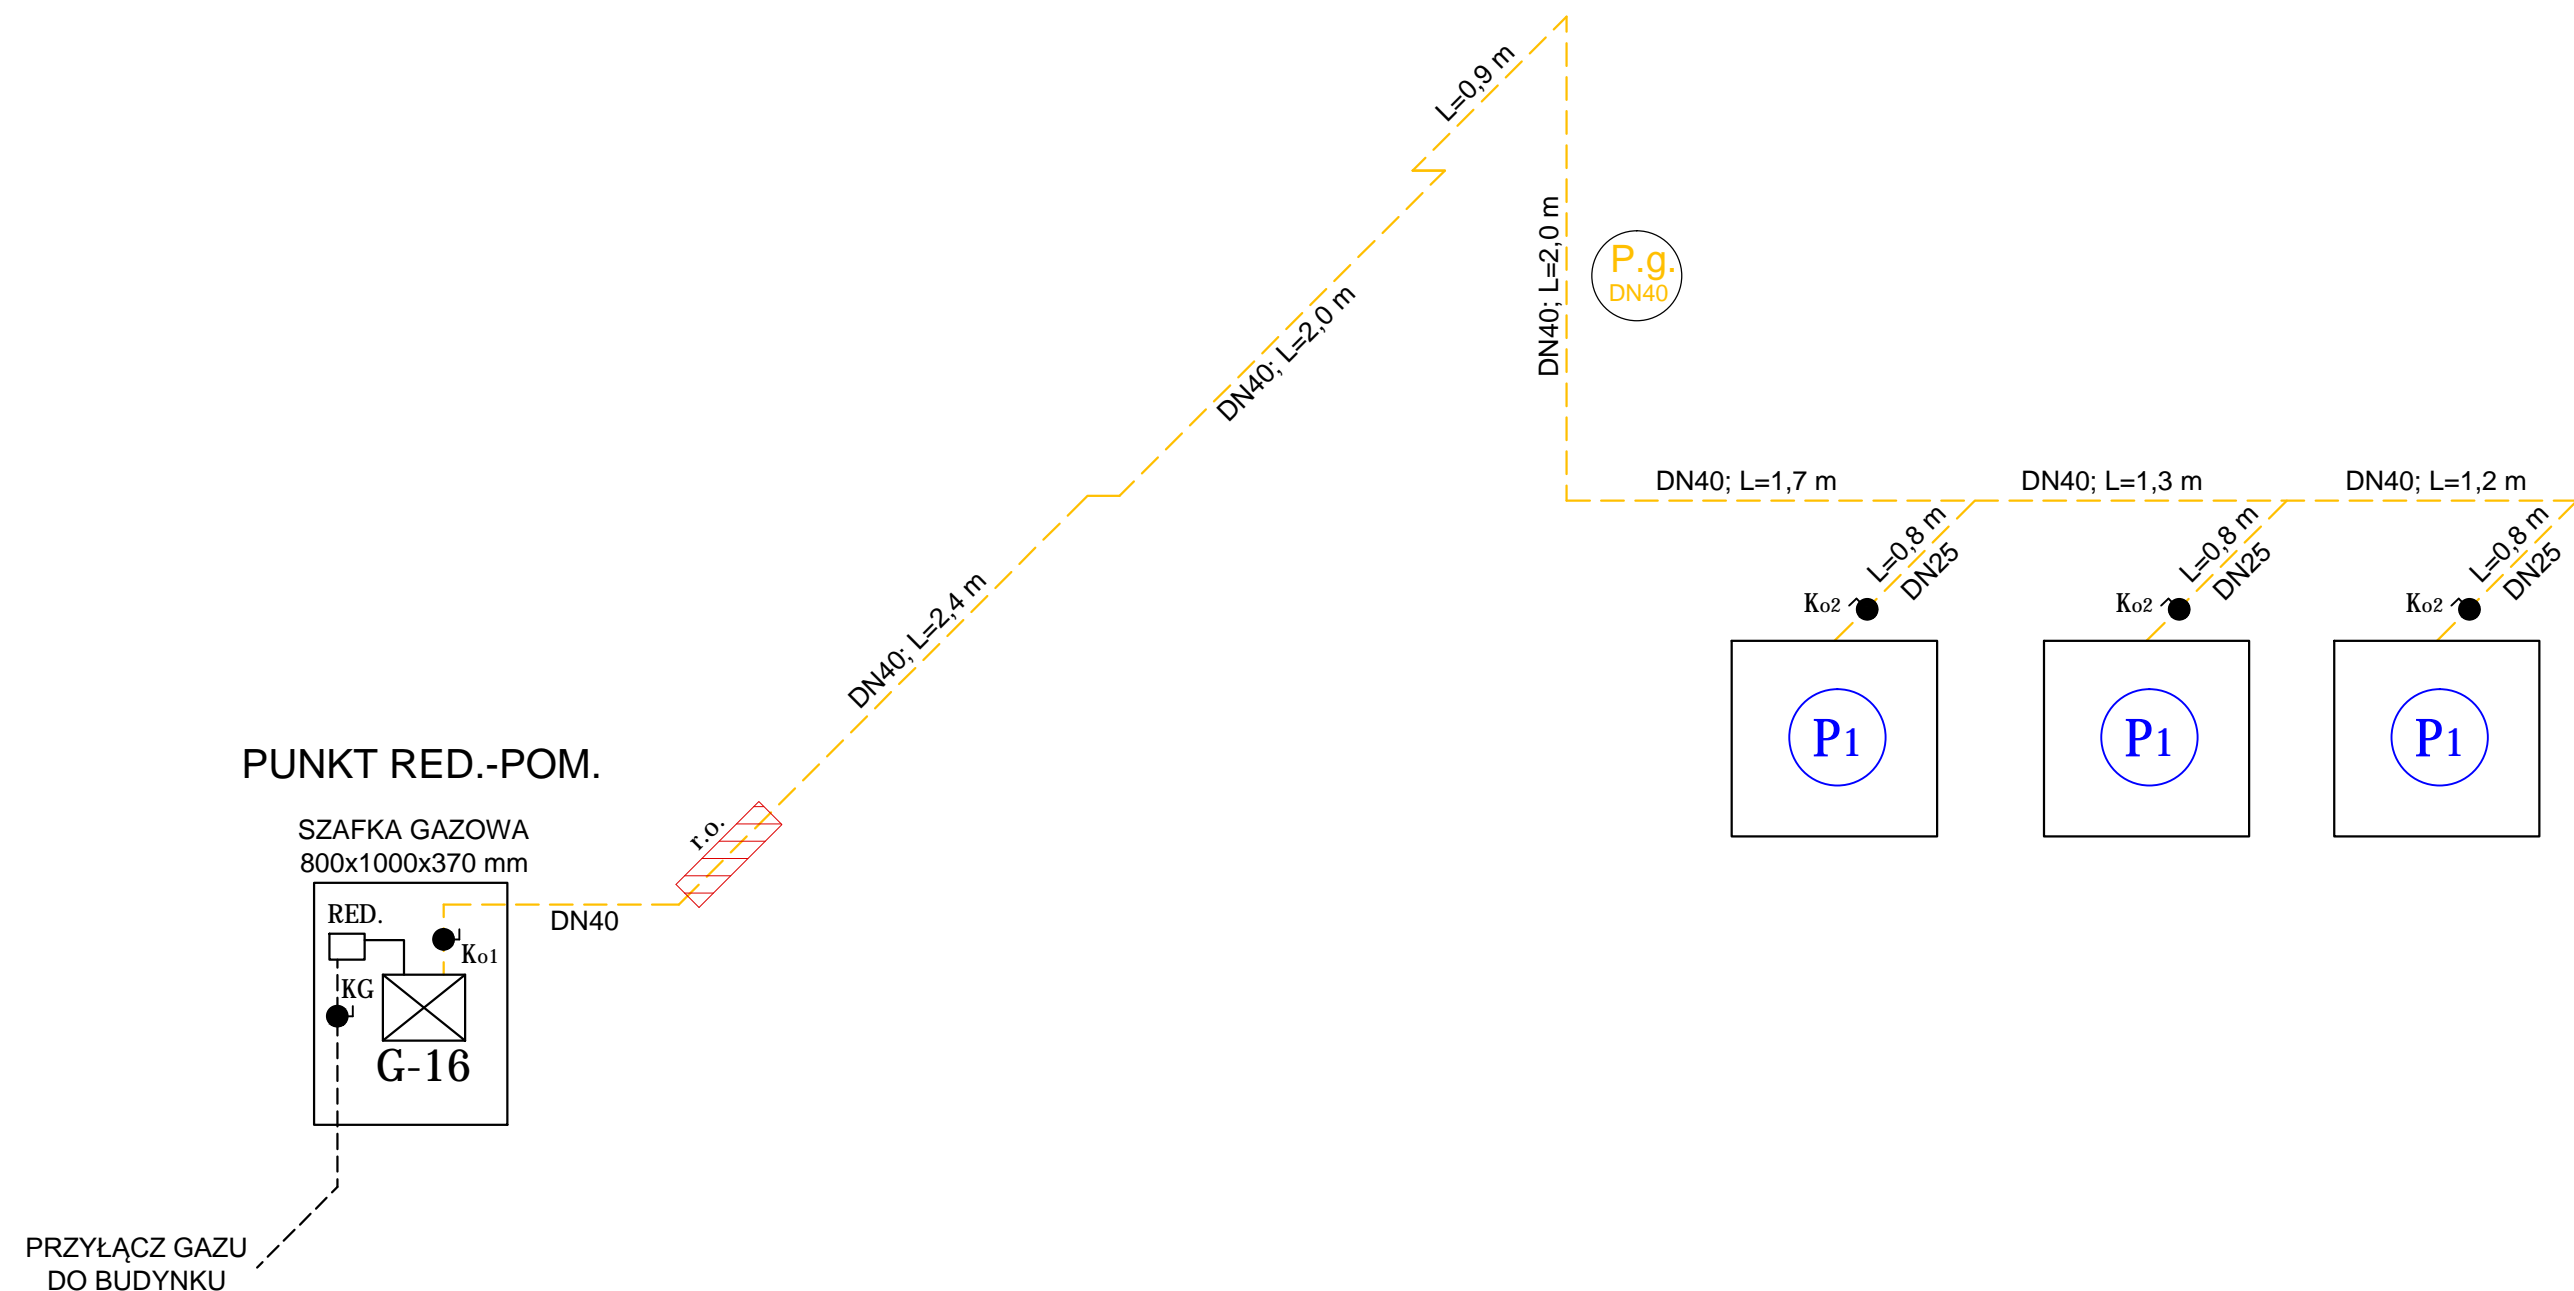 L=0,9 m
DN40; L=2,0 m
P.g.
DN40
DN40; L=2,0 m
DN40; L=1,7 m
DN40; L=1,3 m
DN40; L=1,2 m
L=0,8 m
DN25
L=0,8 m
DN25
L=0,8 m
DN25
Ko2
Ko2
Ko2
DN40; L=2,4 m
P1
P1
P1
PUNKT RED.-POM.
SZAFKA GAZOWA
800x1000x370 mm
r.o.
RED.
DN40
Ko1
KG
G-16
PRZYŁĄCZ GAZU
DO BUDYNKU